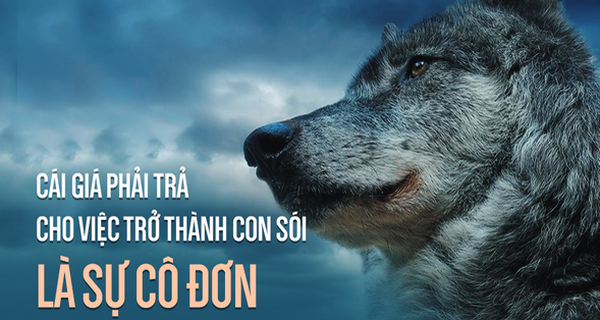 CÁI GIÁ PHẢI TRẢ
CHO VIỆC TRỞ THÀNH CON SÓI
LÀ SỰ CÔ ĐƠN